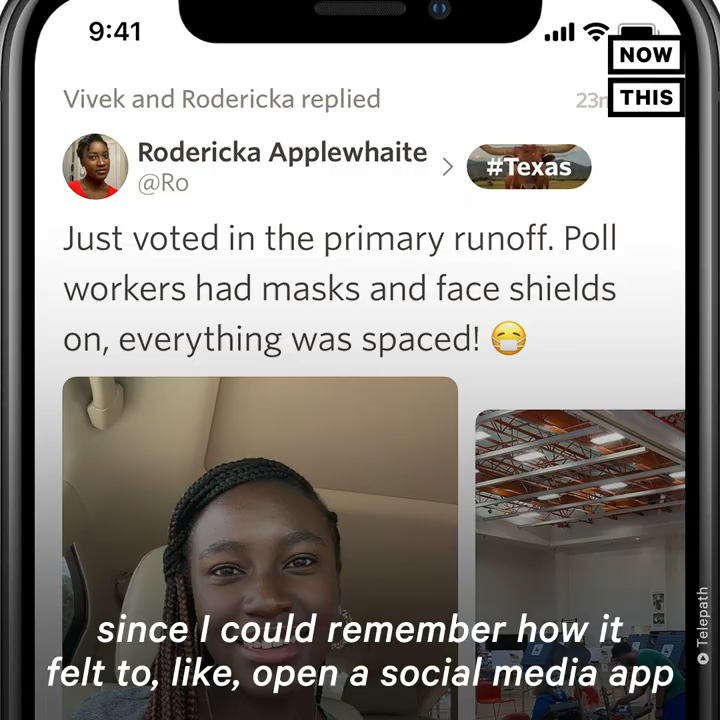 9:41
NOW
THIS
Vivek and Rodericka replied
Rodericka Applewhaite
#Texas
@Ro
Just voted in the primary runoff. Poll
workers had masks and face shields
on, everything was spaced! 😷
since I could remember how it
felt to, like, open a social media app
Telepath